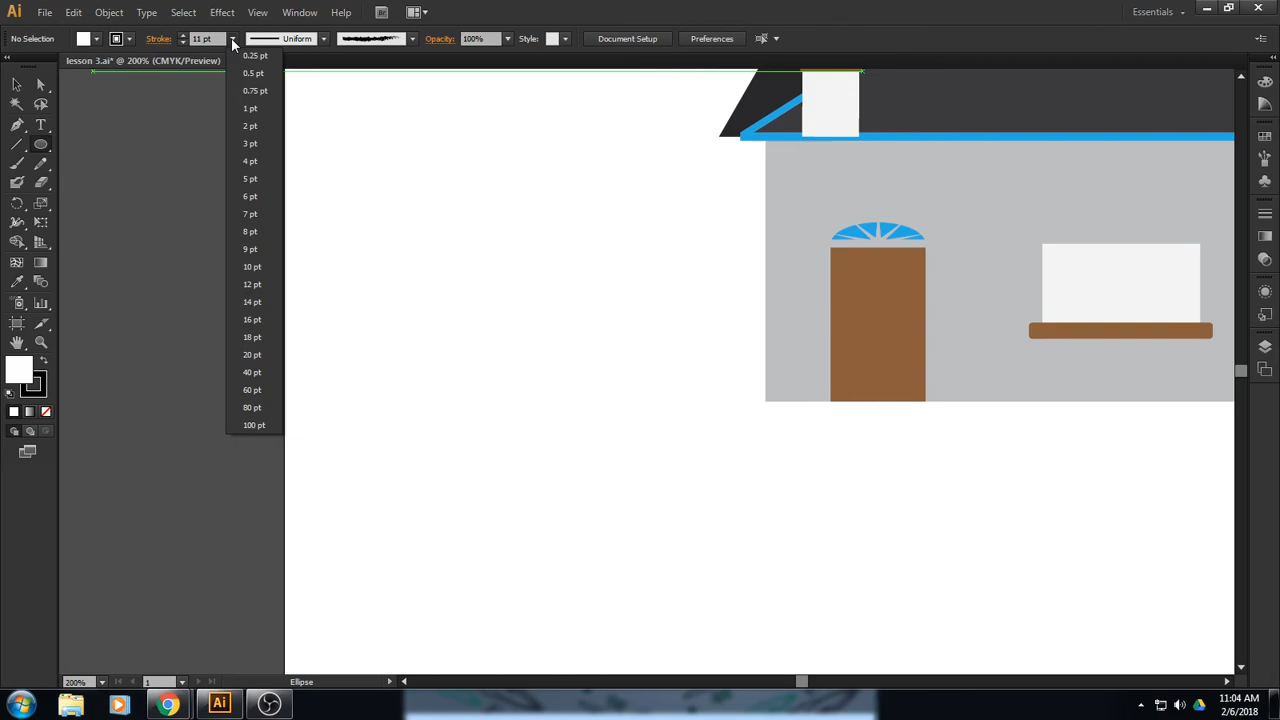 Ai File Edit Object Type Select Effect View Window Help Br Essentials
No Selection Stroke: 11 pt Uniform Opacity: 100% Style: Document Setup Preferences
lesson 3.ai* @ 200% (CMYK/Preview)
0.25 pt
0.5 pt
0.75 pt
1 pt
2 pt
3 pt
4 pt
5 pt
6 pt
7 pt
8 pt
9 pt
10 pt
12 pt
14 pt
16 pt
18 pt
20 pt
40 pt
60 pt
80 pt
100 pt
T
200% 1 Ellipse
Ai
11:04 AM
2/6/2018